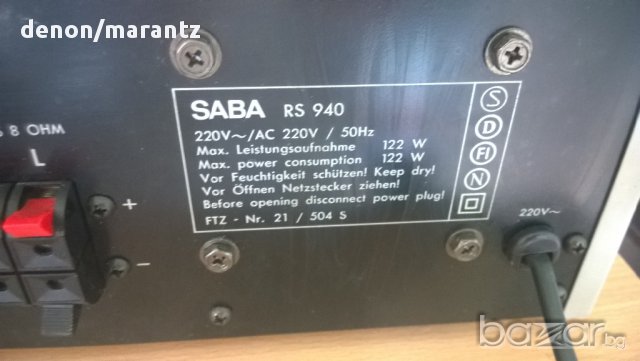 denon/marantz
8 OHM
L
+
-
SABA RS 940
220V~/AC 220V / 50Hz
Max. Leistungsaufnahme 122 W
Max. power consumption 122 W
Vor Feuchtigkeit schützen! Keep dry!
Vor Öffnen Netzstecker ziehen!
Before opening disconnect power plug!
FTZ - Nr. 21 / 504 S
S
D
FI
N
220V~
bazar.bg